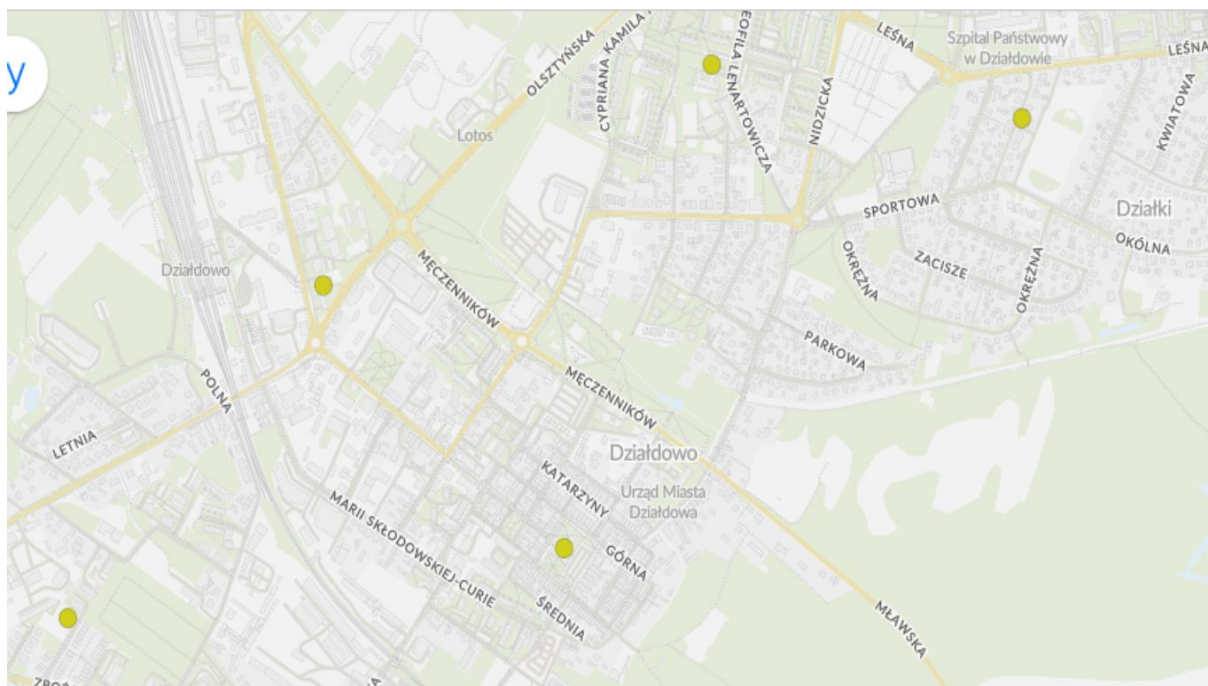 y
OLSZTYŃSKA
CYPRIANA KAMILA
EOFILA LENARTOWICZA
NIDZICKA
LEŚNA
Szpital Państwowy
w Działdowie
LEŚNA
KWIATOWA
Lotos
SPORTOWA
Działki
OKRĘŻNA
ZACISZE
OKRĘŻNA
OKÓLNA
Działdowo
MĘCZENNIKÓW
PARKOWA
POLNA
LETNIA
MĘCZENNIKÓW
Działdowo
KATARZYNY
Urząd Miasta
Działdowa
MARII SKŁODOWSKIEJ-CURIE
GÓRNA
ŚREDNIA
MŁAWSKA